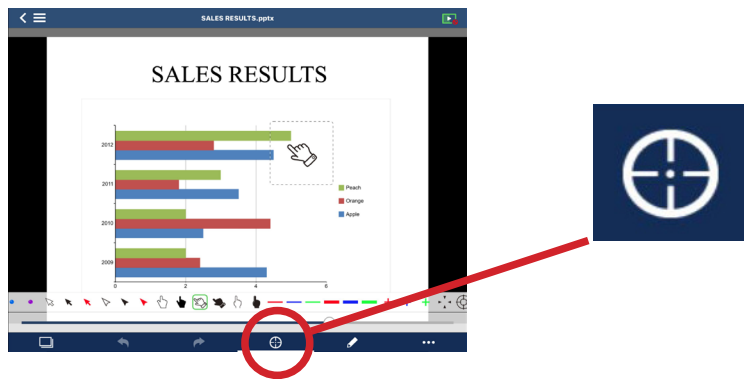 SALES RESULTS.pptx
SALES RESULTS
2012
2011
2010
2009
0 2 4 6
Peach
Orange
Apple